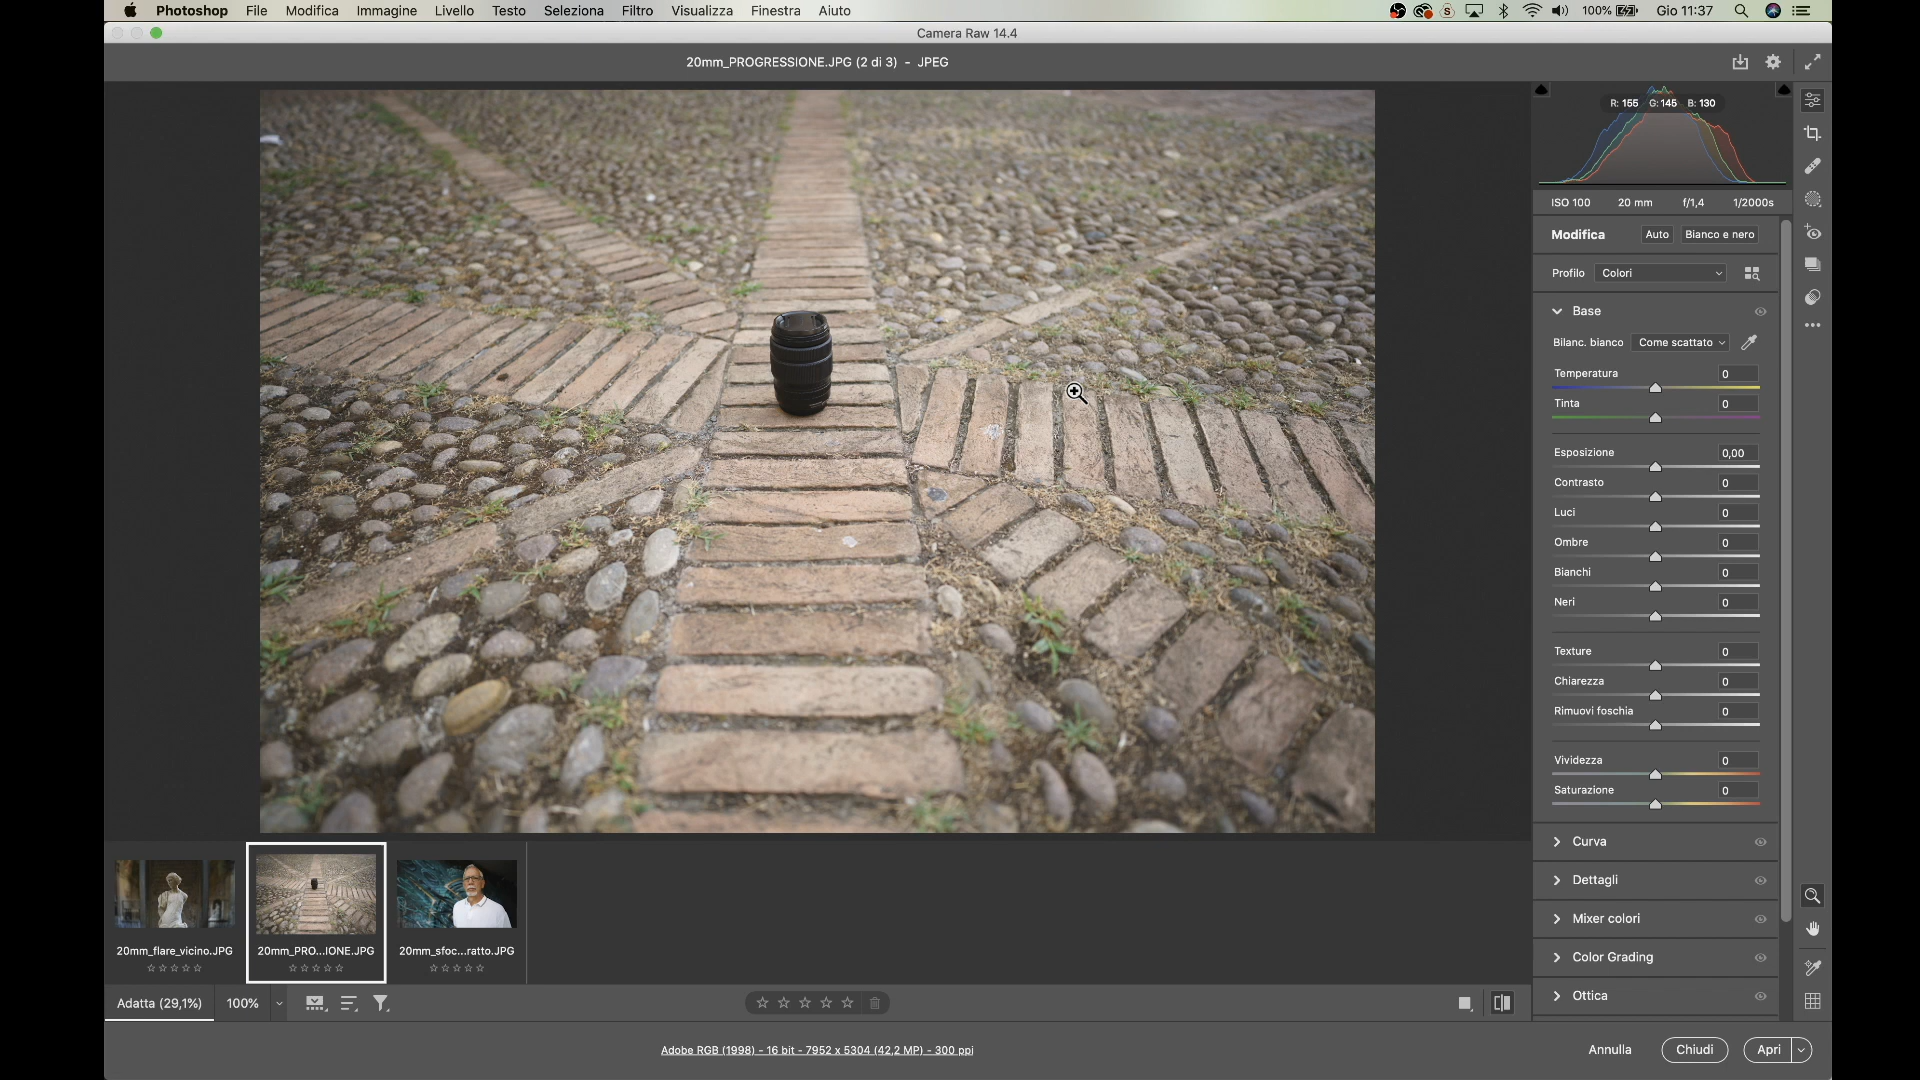 Photoshop File Modifica Immagine Livello Testo Seleziona Filtro Visualizza Finestra Aiuto 100% Gio 11:37
Camera Raw 14.4
20mm_PROGRESSIONE.JPG (2 di 3) - JPEG
R: 155 G: 145 B: 130
ISO 100 20 mm f/1,4 1/2000s
Modifica Auto Bianco e nero
Profilo Colori
Base
Bilanc. bianco Come scattato
Temperatura 0
Tinta 0
Esposizione 0,00
Contrasto 0
Luci 0
Ombre 0
Bianchi 0
Neri 0
Texture 0
Chiarezza 0
Rimuovi foschia 0
Vividezza 0
Saturazione 0
Curva
Dettagli
Mixer colori
Color Grading
Ottica
20mm_flare_vicino.JPG 20mm_PRO...IONE.JPG 20mm_sfoc...ratto.JPG
Adatta (29,1%) 100%
Adobe RGB (1998) - 16 bit - 7952 x 5304 (42,2 MP) - 300 ppi
Annulla Chiudi Apri